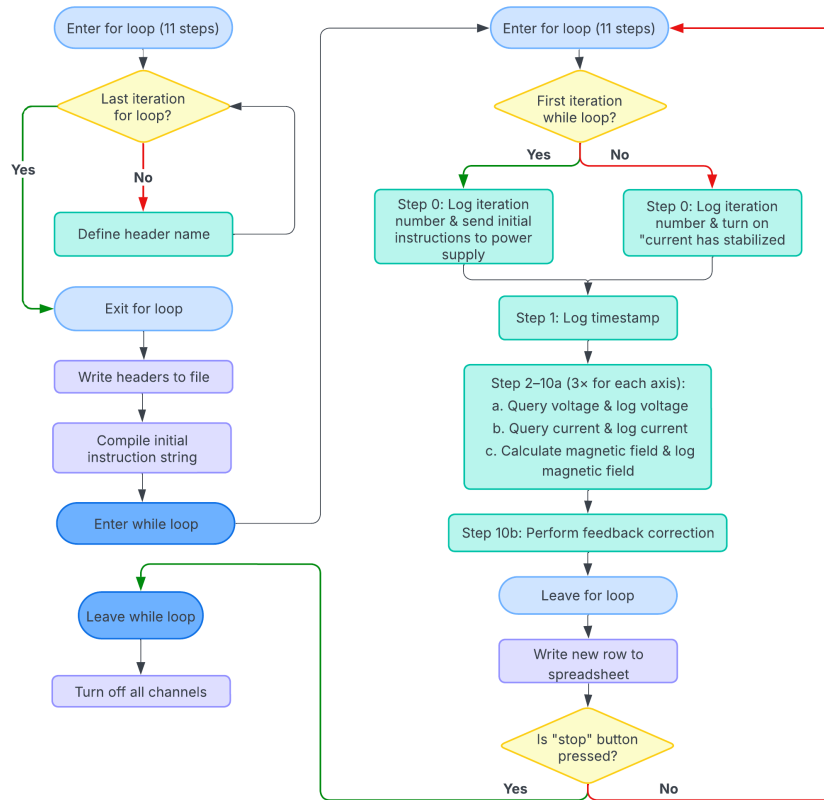 Enter for loop (11 steps)
Last iteration
for loop?
Yes
No
Define header name
Exit for loop
Write headers to file
Compile initial
instruction string
Enter while loop
Leave while loop
Turn off all channels
Enter for loop (11 steps)
First iteration
while loop?
Yes
No
Step 0: Log iteration
number & send initial
instructions to power
supply
Step 0: Log iteration
number & turn on
"current has stabilized
Step 1: Log timestamp
Step 2–10a (3× for each axis):
a. Query voltage & log voltage
b. Query current & log current
c. Calculate magnetic field & log
magnetic field
Step 10b: Perform feedback correction
Leave for loop
Write new row to
spreadsheet
Is "stop" button
pressed?
Yes
No